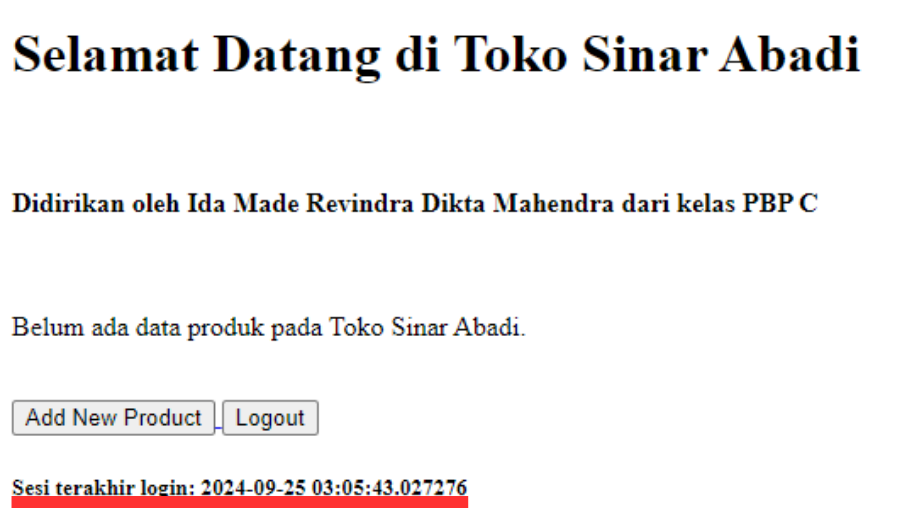 Selamat Datang di Toko Sinar Abadi
Didirikan oleh Ida Made Revindra Dikta Mahendra dari kelas PBP C
Belum ada data produk pada Toko Sinar Abadi.
Add New Product Logout
Sesi terakhir login: 2024-09-25 03:05:43.027276